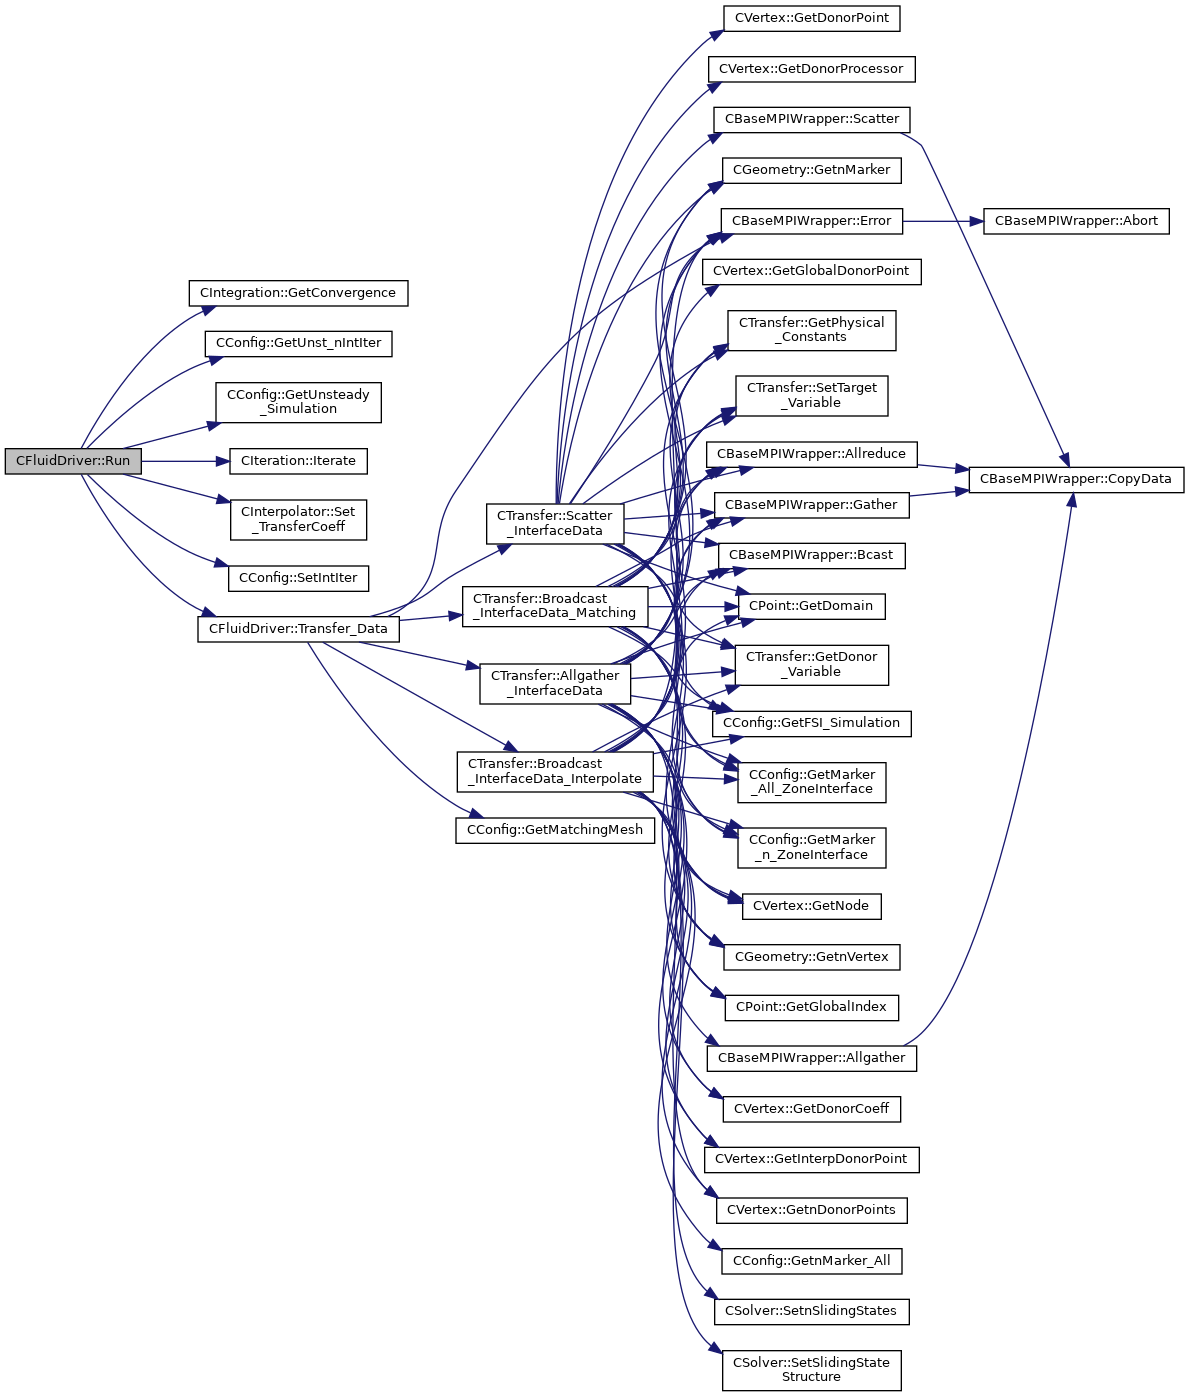 CFluidDriver::Run
CIntegration::GetConvergence
CConfig::GetUnst_nIntIter
CConfig::GetUnsteady
_Simulation
CIteration::Iterate
CInterpolator::Set
_TransferCoeff
CConfig::SetIntIter
CFluidDriver::Transfer_Data
CTransfer::Scatter
_InterfaceData
CTransfer::Broadcast
_InterfaceData_Matching
CTransfer::Allgather
_InterfaceData
CTransfer::Broadcast
_InterfaceData_Interpolate
CConfig::GetMatchingMesh
CVertex::GetDonorPoint
CVertex::GetDonorProcessor
CBaseMPIWrapper::Scatter
CGeometry::GetnMarker
CBaseMPIWrapper::Error
CVertex::GetGlobalDonorPoint
CTransfer::GetPhysical
_Constants
CTransfer::SetTarget
_Variable
CBaseMPIWrapper::Allreduce
CBaseMPIWrapper::Gather
CBaseMPIWrapper::Bcast
CPoint::GetDomain
CTransfer::GetDonor
_Variable
CConfig::GetFSI_Simulation
CConfig::GetMarker
_All_ZoneInterface
CConfig::GetMarker
_n_ZoneInterface
CVertex::GetNode
CGeometry::GetnVertex
CPoint::GetGlobalIndex
CBaseMPIWrapper::Allgather
CVertex::GetDonorCoeff
CVertex::GetInterpDonorPoint
CVertex::GetnDonorPoints
CConfig::GetnMarker_All
CSolver::SetnSlidingStates
CSolver::SetSlidingState
Structure
CBaseMPIWrapper::Abort
CBaseMPIWrapper::CopyData